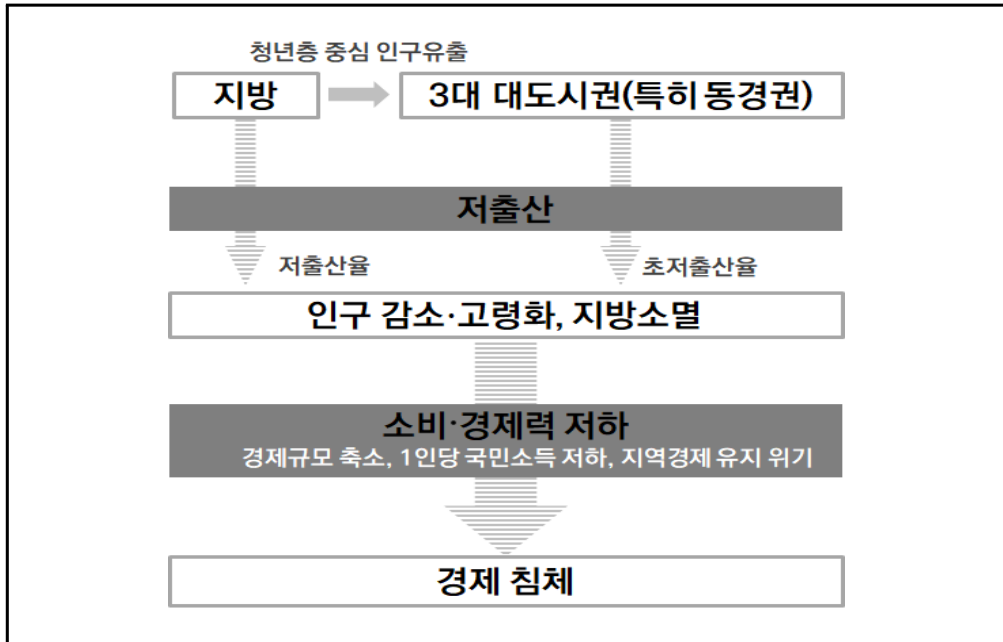 청년층 중심 인구유출
지방
3대 대도시권(특히 동경권)
저출산
저출산율
초저출산율
인구 감소·고령화, 지방소멸
소비·경제력 저하
경제규모 축소, 1인당 국민소득 저하, 지역경제 유지 위기
경제 침체